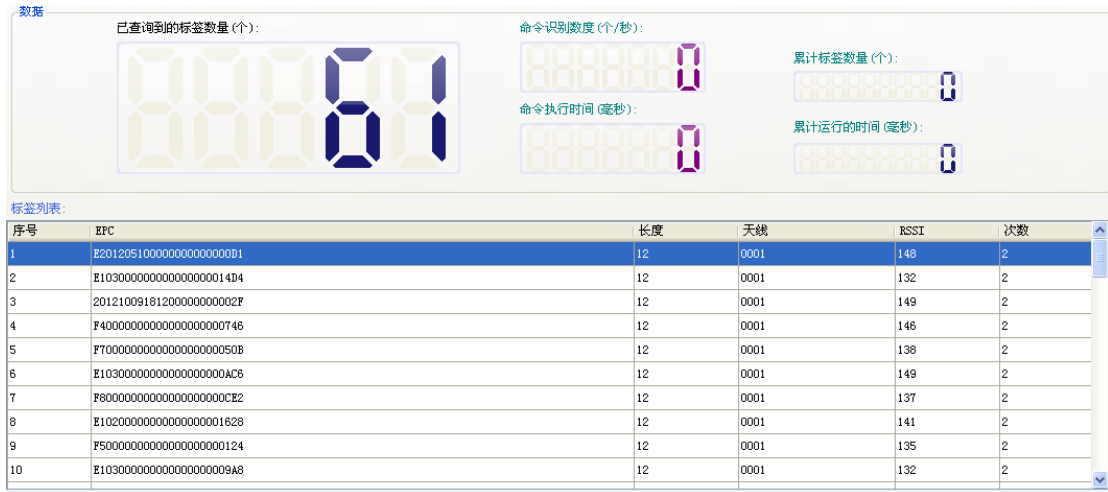 数据
已查询到的标签数量(个):
61
命令识别数度(个/秒):
0
命令执行时间(毫秒):
0
累计标签数量(个):
0
累计运行的时间(毫秒):
0
标签列表:
序号 EPC 长度 天线 RSSI 次数
1 E201205100000000000000D1 12 0001 148 2
2 E103000000000000000014D4 12 0001 132 2
3 20121009181200000000002F 12 0001 149 2
4 F40000000000000000000746 12 0001 146 2
5 F7000000000000000000050B 12 0001 138 2
6 E10300000000000000000AC6 12 0001 149 2
7 F80000000000000000000CE2 12 0001 137 2
8 E10200000000000000001628 12 0001 141 2
9 F50000000000000000000124 12 0001 135 2
10 E103000000000000000009A8 12 0001 132 2